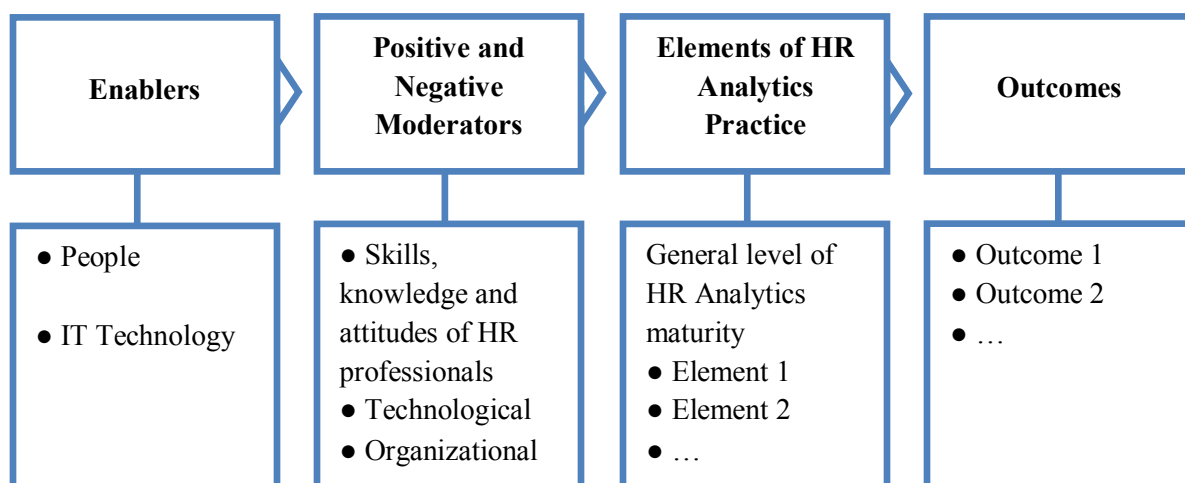 Enablers
Positive and
Negative
Moderators
Elements of HR
Analytics
Practice
Outcomes
● People
● IT Technology
● Skills,
knowledge and
attitudes of HR
professionals
● Technological
● Organizational
General level of
HR Analytics
maturity
● Element 1
● Element 2
● …
● Outcome 1
● Outcome 2
● …